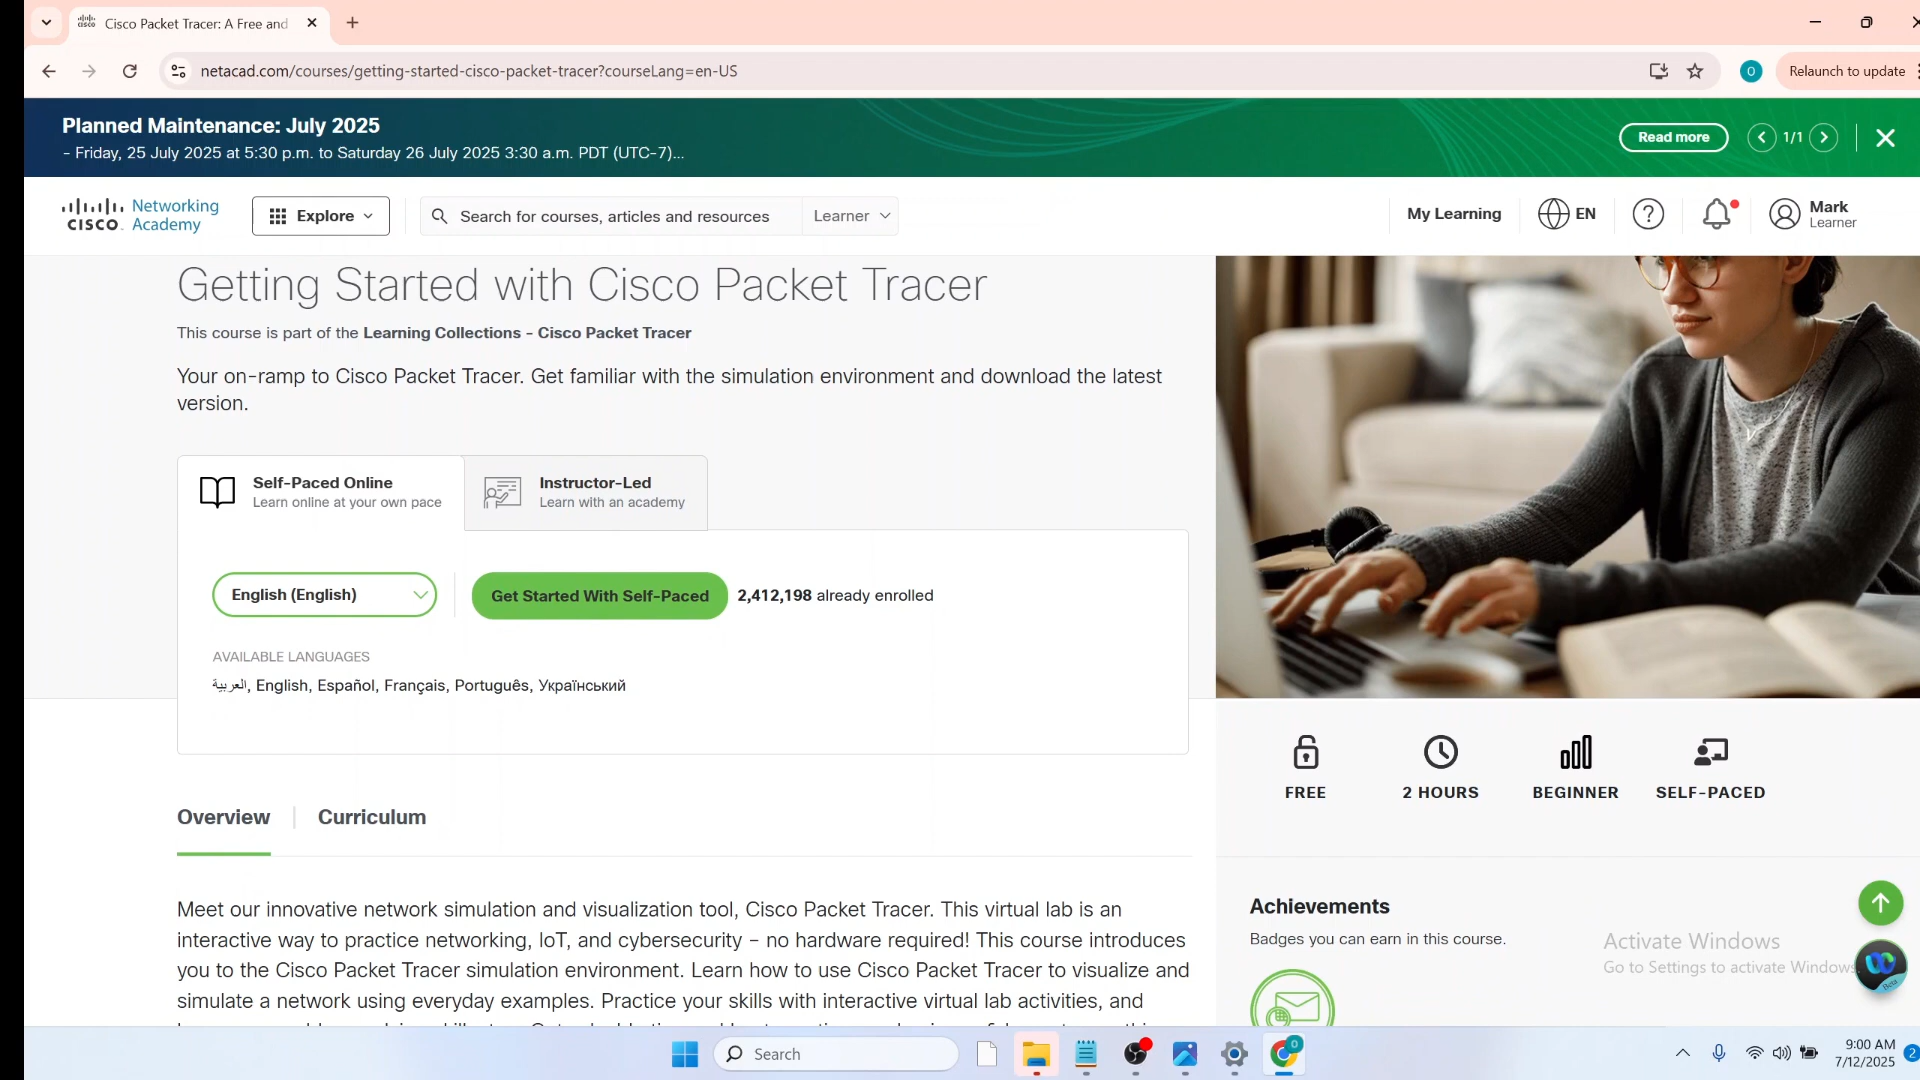 Cisco Packet Tracer: A Free and
netacad.com/courses/getting-started-cisco-packet-tracer?courseLang=en-US
O
Relaunch to update
Planned Maintenance: July 2025
- Friday, 25 July 2025 at 5:30 p.m. to Saturday 26 July 2025 3:30 a.m. PDT (UTC-7)...
Read more
1/1
CISCO Networking Academy
Explore
Search for courses, articles and resources
Learner
My Learning
EN
Mark
Learner
Getting Started with Cisco Packet Tracer
This course is part of the Learning Collections - Cisco Packet Tracer
Your on-ramp to Cisco Packet Tracer. Get familiar with the simulation environment and download the latest
version.
Self-Paced Online
Learn online at your own pace
Instructor-Led
Learn with an academy
English (English)
Get Started With Self-Paced
2,412,198 already enrolled
AVAILABLE LANGUAGES
العربية, English, Español, Français, Português, Український
FREE
2 HOURS
BEGINNER
SELF-PACED
Overview
Curriculum
Meet our innovative network simulation and visualization tool, Cisco Packet Tracer. This virtual lab is an
interactive way to practice networking, IoT, and cybersecurity – no hardware required! This course introduces
you to the Cisco Packet Tracer simulation environment. Learn how to use Cisco Packet Tracer to visualize and
simulate a network using everyday examples. Practice your skills with interactive virtual lab activities, and
Achievements
Badges you can earn in this course.
Activate Windows
Go to Settings to activate Windows.
Beta
Search
9:00 AM
7/12/2025
2